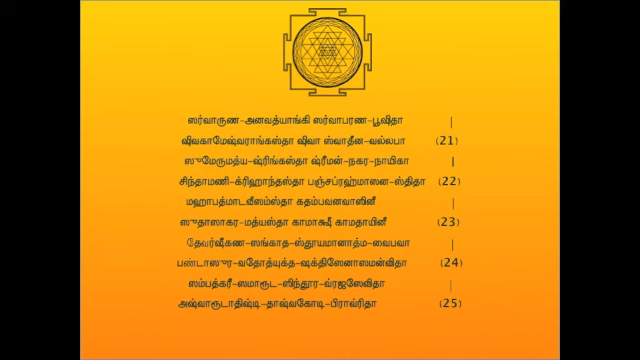 ஸர்வாருண-அனவத்யாங்கி ஸர்வாபரண-பூஷிதா |
ஷிவகாமேஷ்வராங்கஸ்தா ஷிவா ஸ்வாதீன-வல்லபா (21)
ஸுமேருமத்ய-ஷ்ரிங்கஸ்தா ஷ்ரீமன்-நகர-நாயிகா |
சிந்தாமணி-க்ரிஹாந்தஸ்தா பஞ்சப்ரஹ்மாஸன-ஸ்திதா (22)
மஹாபத்மாடவீஸம்ஸ்தா கதம்பவனவாஸினீ |
ஸுதாஸாகர-மத்யஸ்தா காமாக்ஷீ காமதாயினீ (23)
தேவர்ஷீகண-ஸங்காத-ஸ்தூயமானாத்ம-வைபவா |
பண்டாஸுர-வதோத்யுக்த-ஷக்திஸேனாஸமன்விதா (24)
ஸம்பத்கரீ-ஸமாரூட-ஸிந்தூர-வ்ரஜஸேவிதா |
அஷ்வாரூடாதிஷ்டி-தாஷ்வகோடி-பிராவ்ரிதா (25)